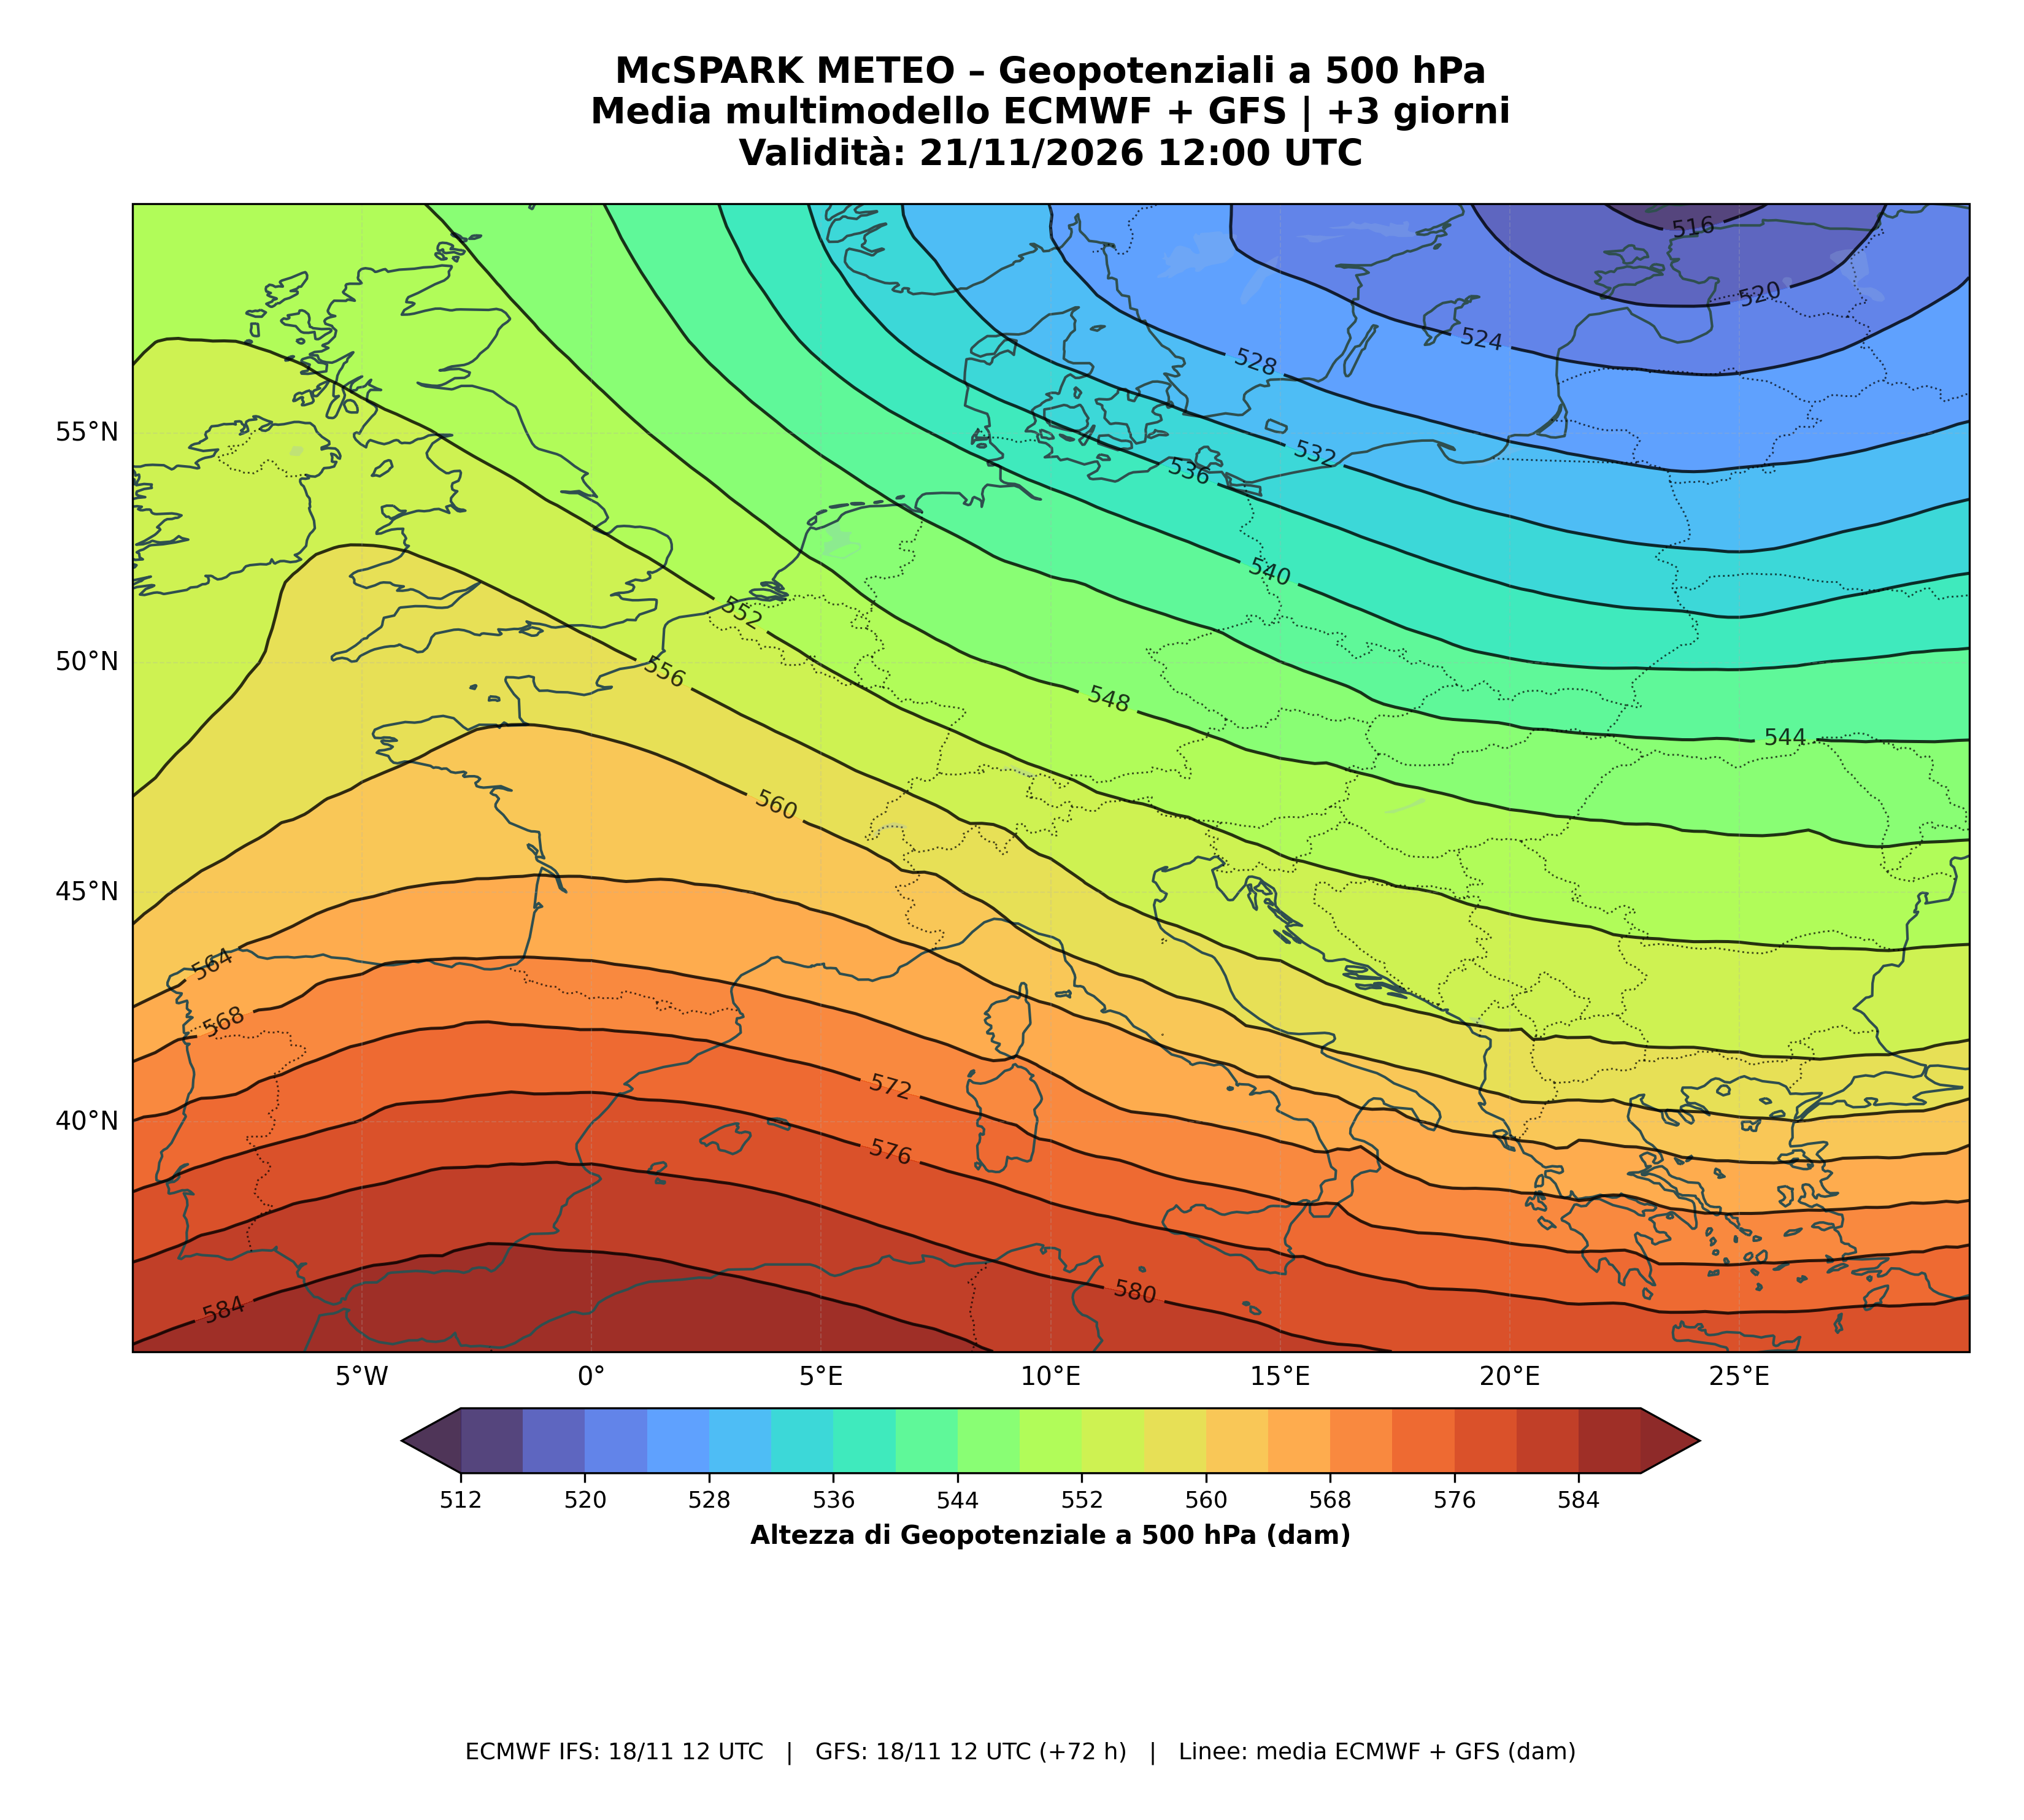 McSPARK METEO – Geopotenziali a 500 hPa
Media multimodello ECMWF + GFS | +3 giorni
Validità: 21/11/2026 12:00 UTC
516
520
524
528
55°N
532
536
540
552
50°N
556
548
544
560
45°N
564
568
572
40°N
576
580
584
5°W 0° 5°E 10°E 15°E 20°E 25°E
512 520 528 536 544 552 560 568 576 584
Altezza di Geopotenziale a 500 hPa (dam)
ECMWF IFS: 18/11 12 UTC | GFS: 18/11 12 UTC (+72 h) | Linee: media ECMWF + GFS (dam)